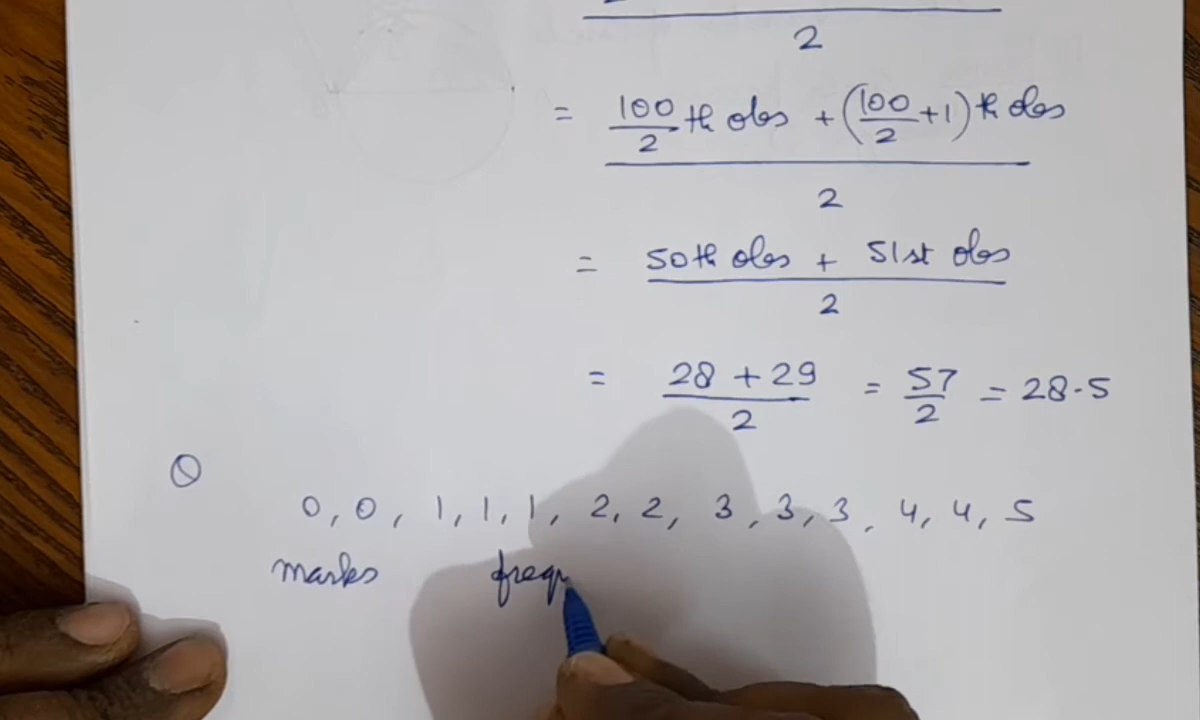 2
= 100/2 th obs + (100/2 + 1) th obs
2
= 50th obs + 51st obs
2
= 28 + 29 / 2 = 57/2 = 28.5
Q
0, 0, 1, 1, 1, 2, 2, 3, 3, 3, 4, 4, 5
marks frequ